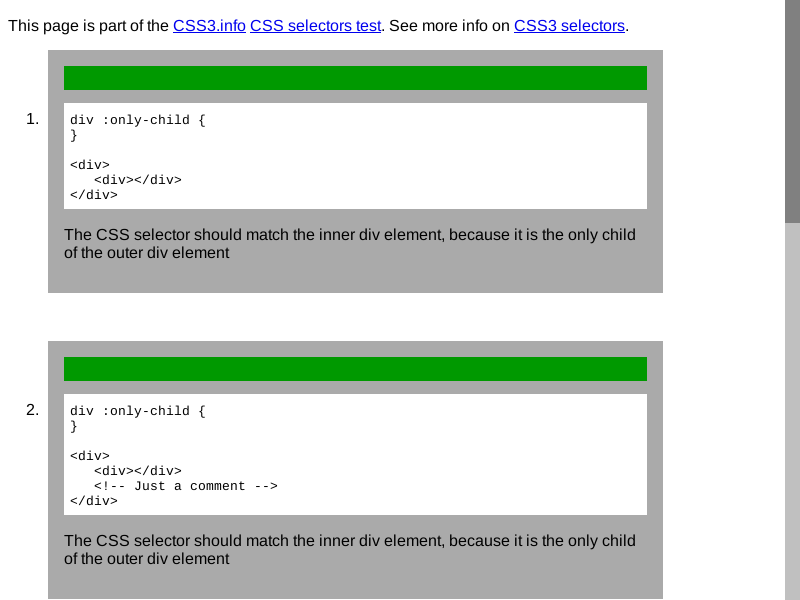 This page is part of the CSS3.info CSS selectors test. See more info on CSS3 selectors.
1.
div :only-child {
}
<div>
   <div></div>
</div>
The CSS selector should match the inner div element, because it is the only child
of the outer div element
2.
div :only-child {
}
<div>
   <div></div>
   <!-- Just a comment -->
</div>
The CSS selector should match the inner div element, because it is the only child
of the outer div element